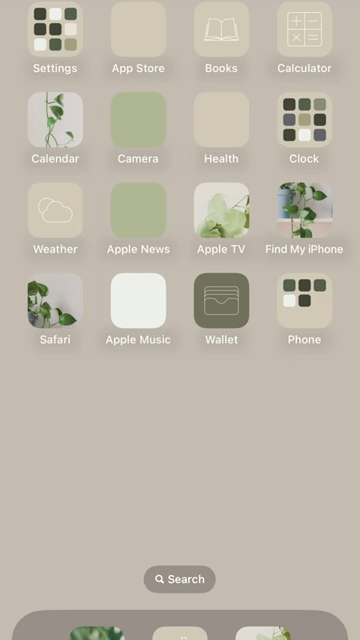 Settings App Store Books Calculator
Calendar Camera Health Clock
Weather Apple News Apple TV Find My iPhone
Safari Apple Music Wallet Phone
Search